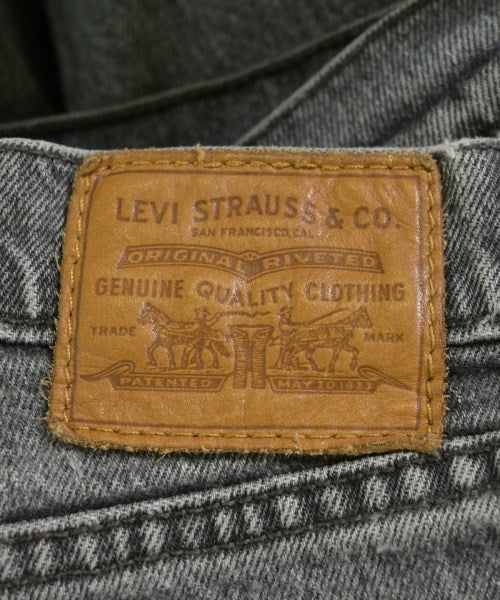 LEVI STRAUSS & CO.
SAN FRANCISCO, CAL.
ORIGINAL RIVETED
GENUINE QUALITY CLOTHING
TRADE MARK
PATENTED MAY 20 1873